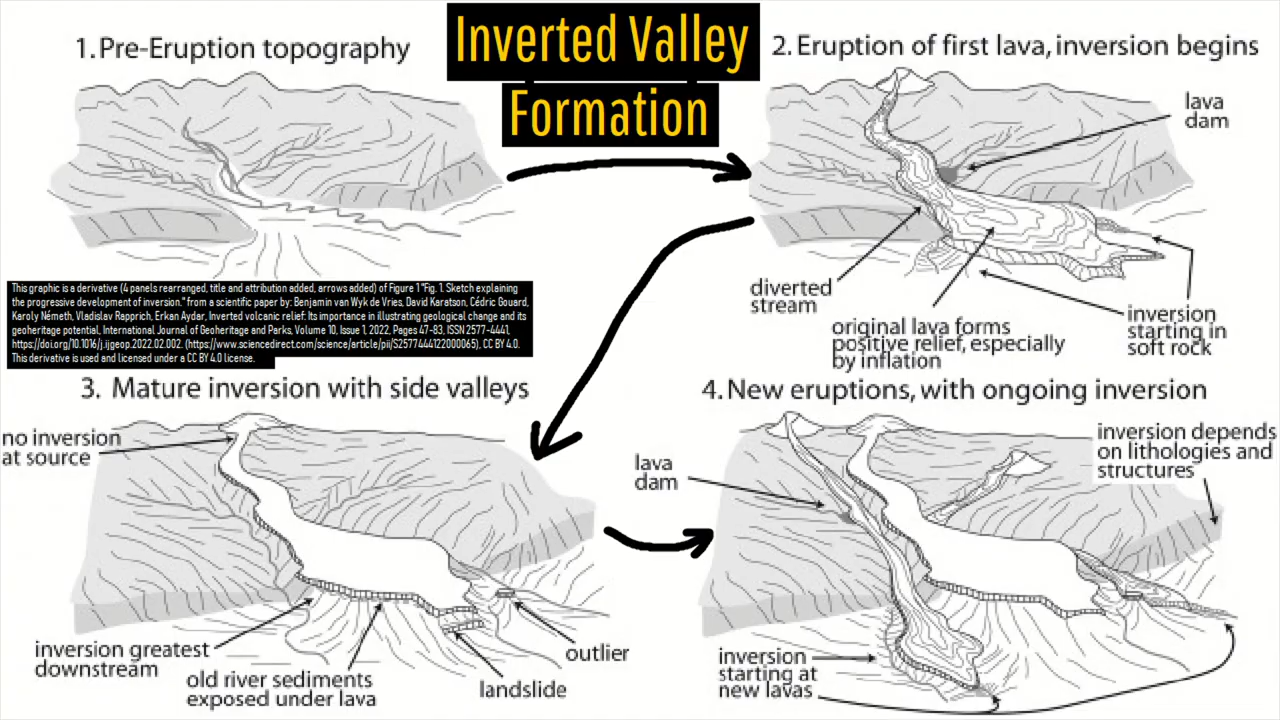 Inverted Valley
Formation
1. Pre-Eruption topography
2. Eruption of first lava, inversion begins
lava
dam
diverted
stream
original lava forms
positive relief, especially
by inflation
inversion
starting in
soft rock
This graphic is a derivative (4 panels rearranged, title and attribution added, arrows added) of Figure 1 "Fig. 1. Sketch explaining
the progressive development of inversion." from a scientific paper by: Benjamin van Wyk de Vries, David Karatson, Cédric Gouard,
Karoly Németh, Vladislav Rapprich, Erkan Aydar, Inverted volcanic relief: Its importance in illustrating geological change and its
geoheritage potential, International Journal of Geoheritage and Parks, Volume 10, Issue 1, 2022, Pages 47-83, ISSN 2577-4441,
https://doi.org/10.1016/j.ijgeop.2022.02.002. (https://www.sciencedirect.com/science/article/pii/S2577444122000065), CC BY 4.0.
This derivative is used and licensed under a CC BY 4.0 license.
3. Mature inversion with side valleys
no inversion
at source
inversion greatest
downstream
old river sediments
exposed under lava
landslide
outlier
4. New eruptions, with ongoing inversion
lava
dam
inversion depends
on lithologies and
structures
inversion
starting at
new lavas